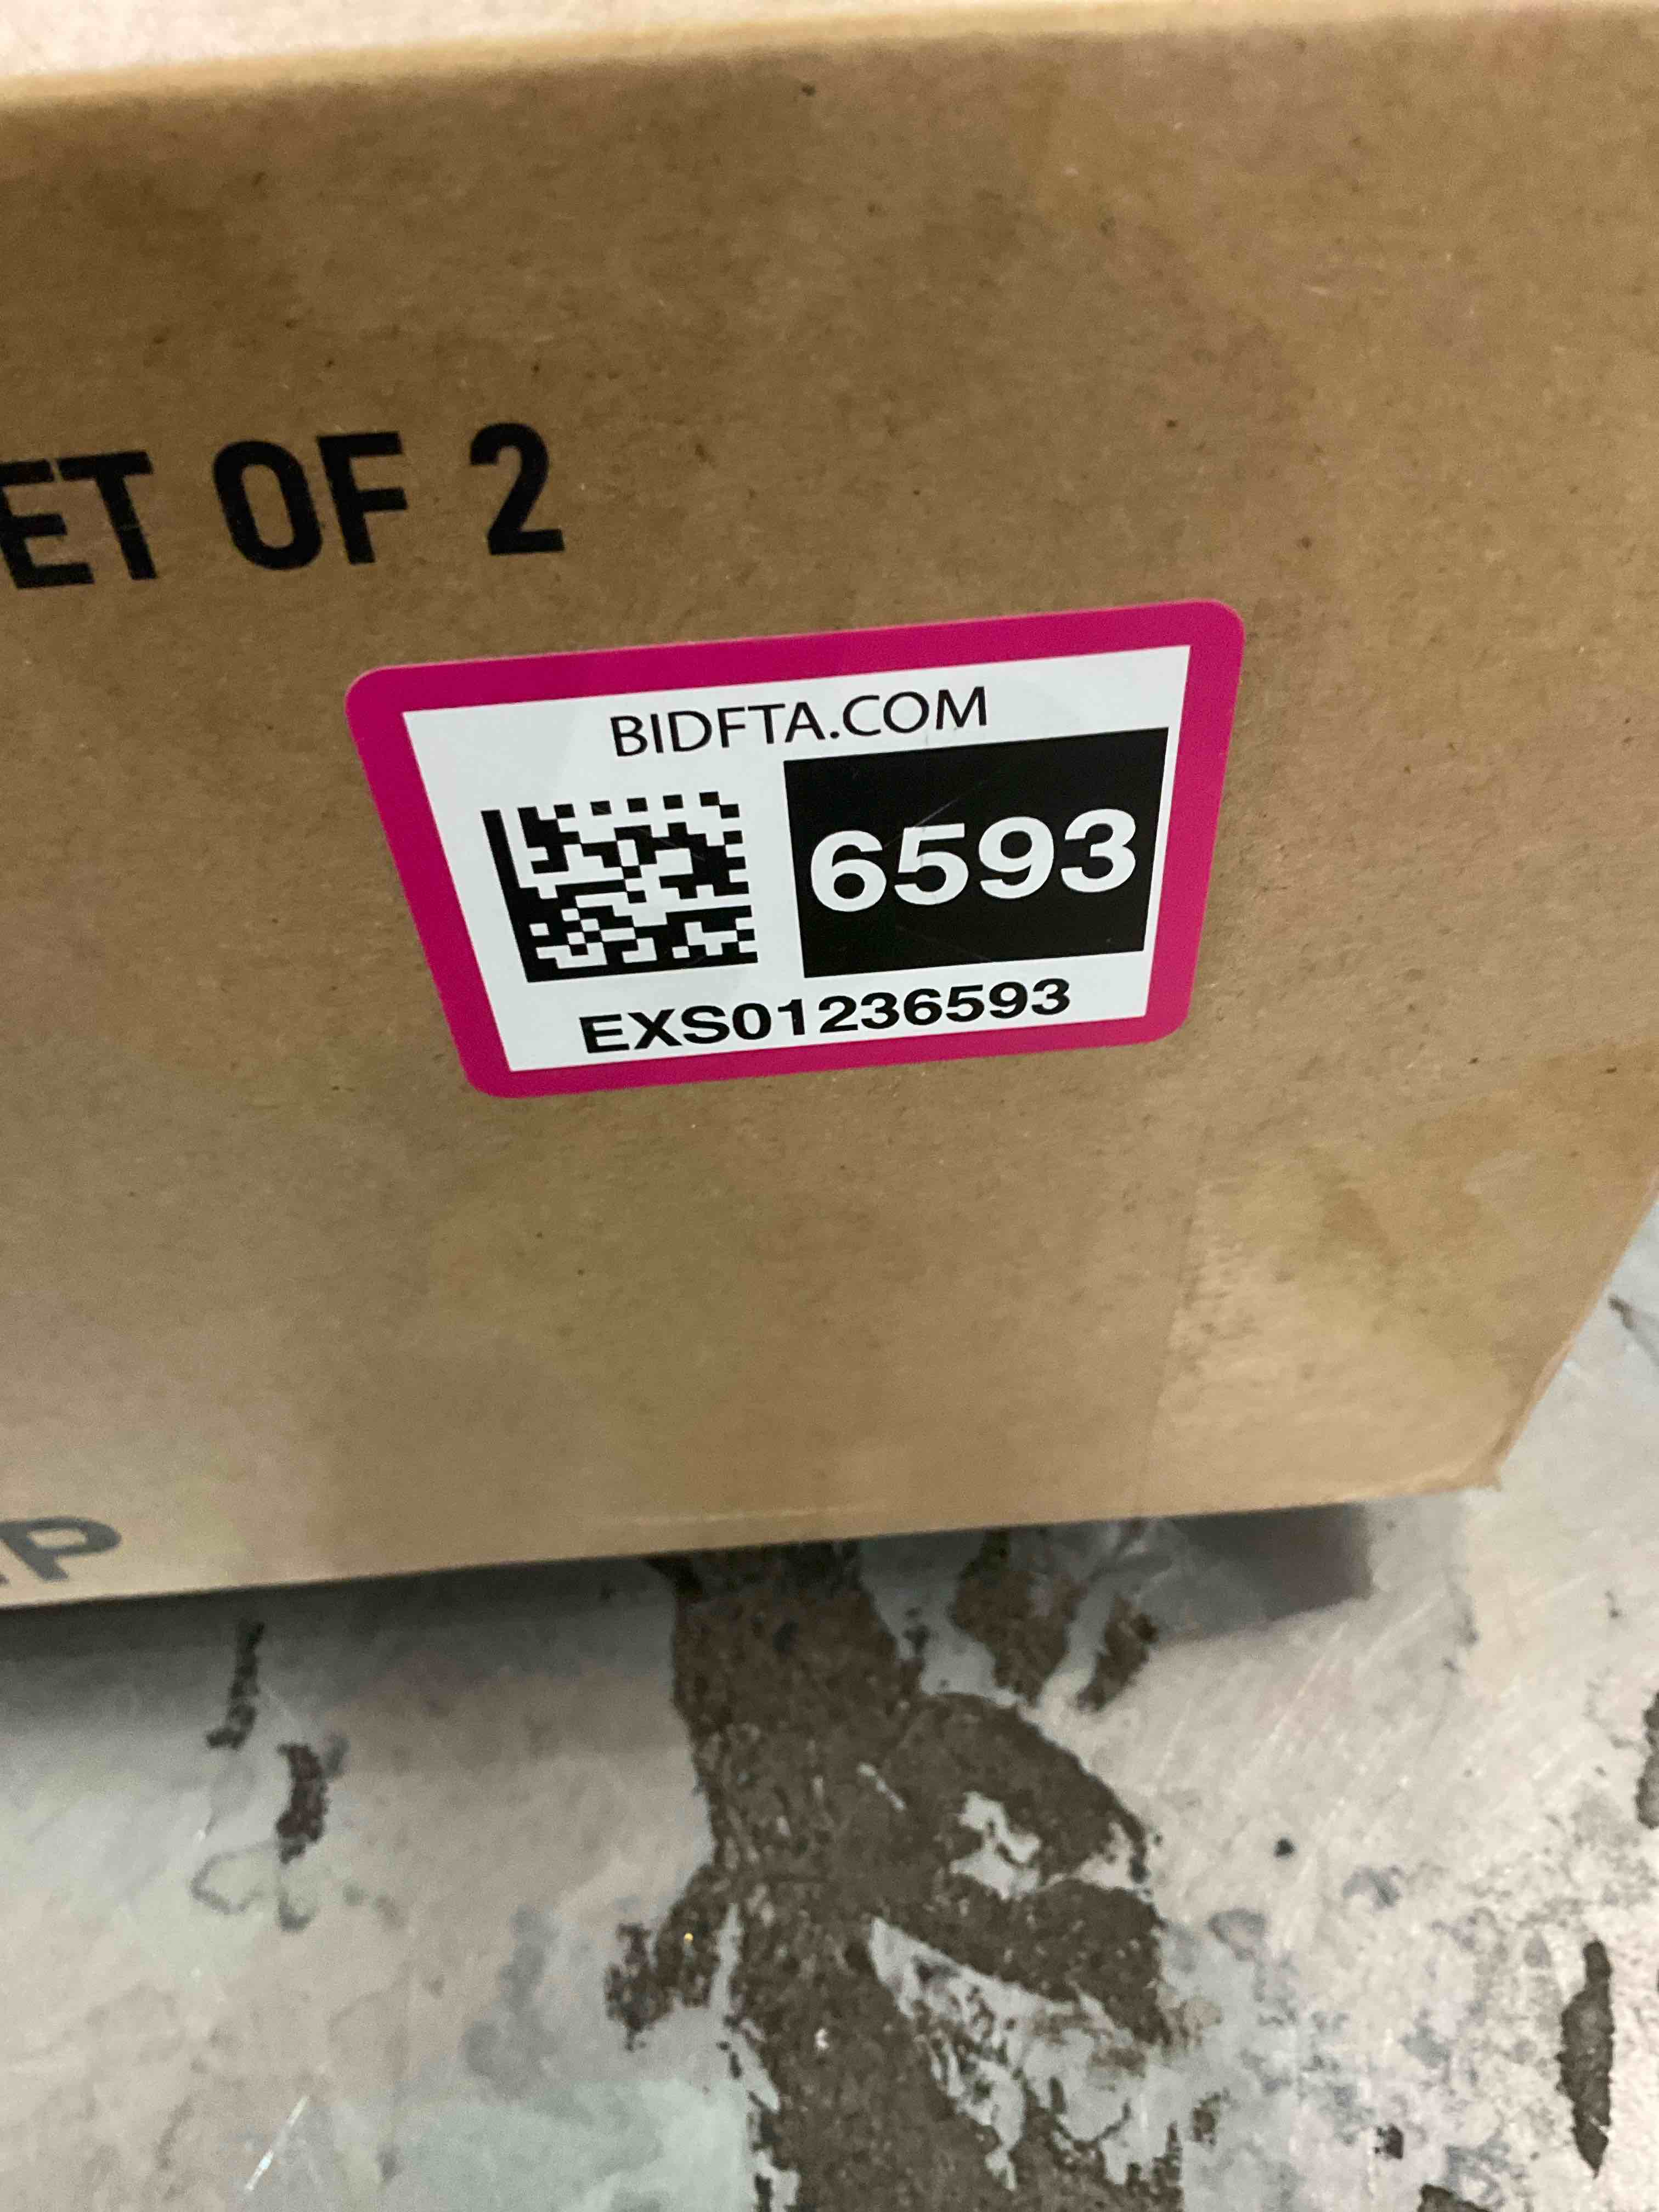 ET OF 2
BIDFTA.COM
6593
EXS01236593
.P